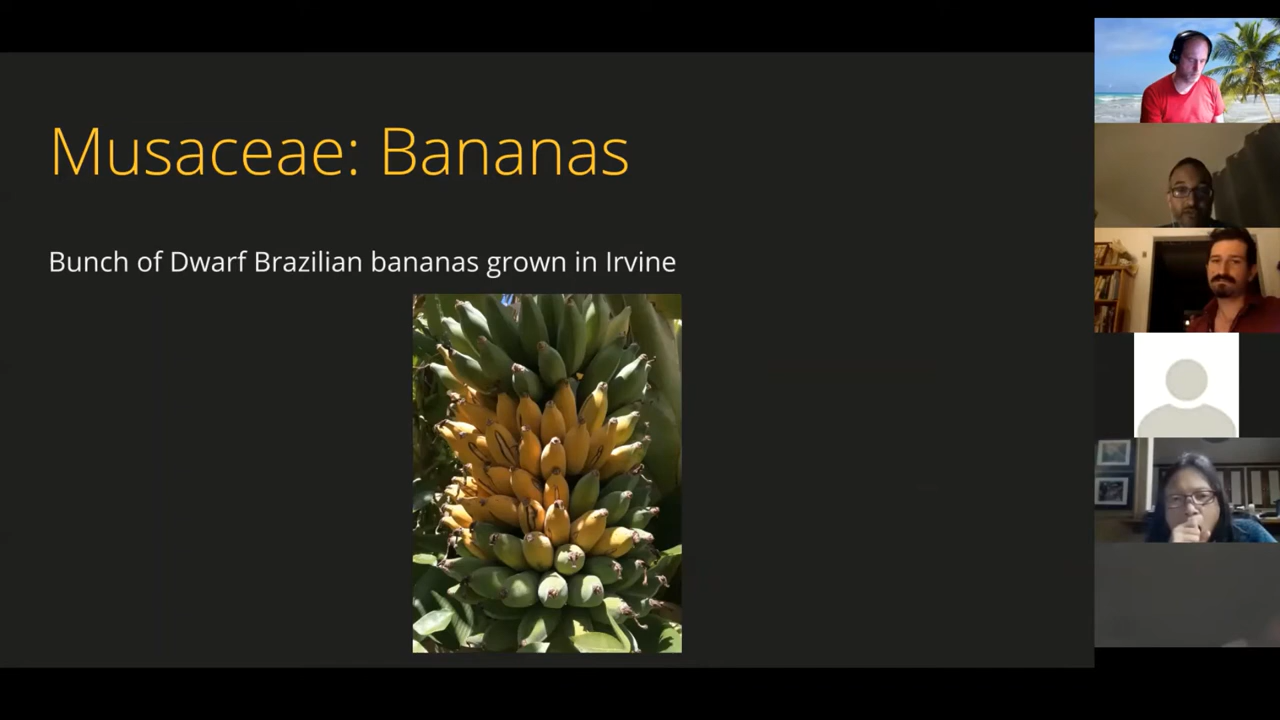 Musaceae: Bananas
Bunch of Dwarf Brazilian bananas grown in Irvine